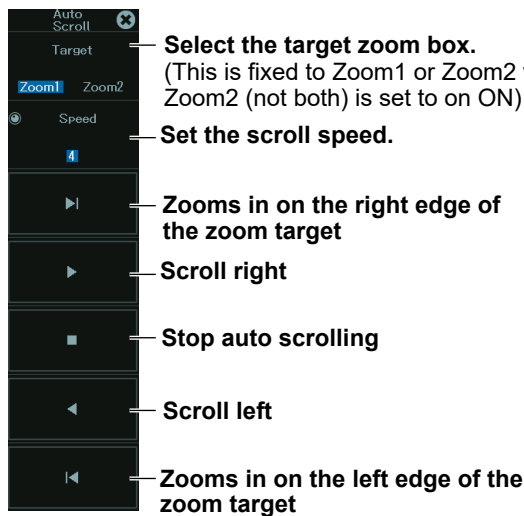 Auto
Scroll
Target
Select the target zoom box.
(This is fixed to Zoom1 or Zoom2
Zoom2 (not both) is set to on ON)
Zoom1 Zoom2
Speed
Set the scroll speed.
4
Zooms in on the right edge of
the zoom target
Scroll right
Stop auto scrolling
Scroll left
Zooms in on the left edge of the
zoom target